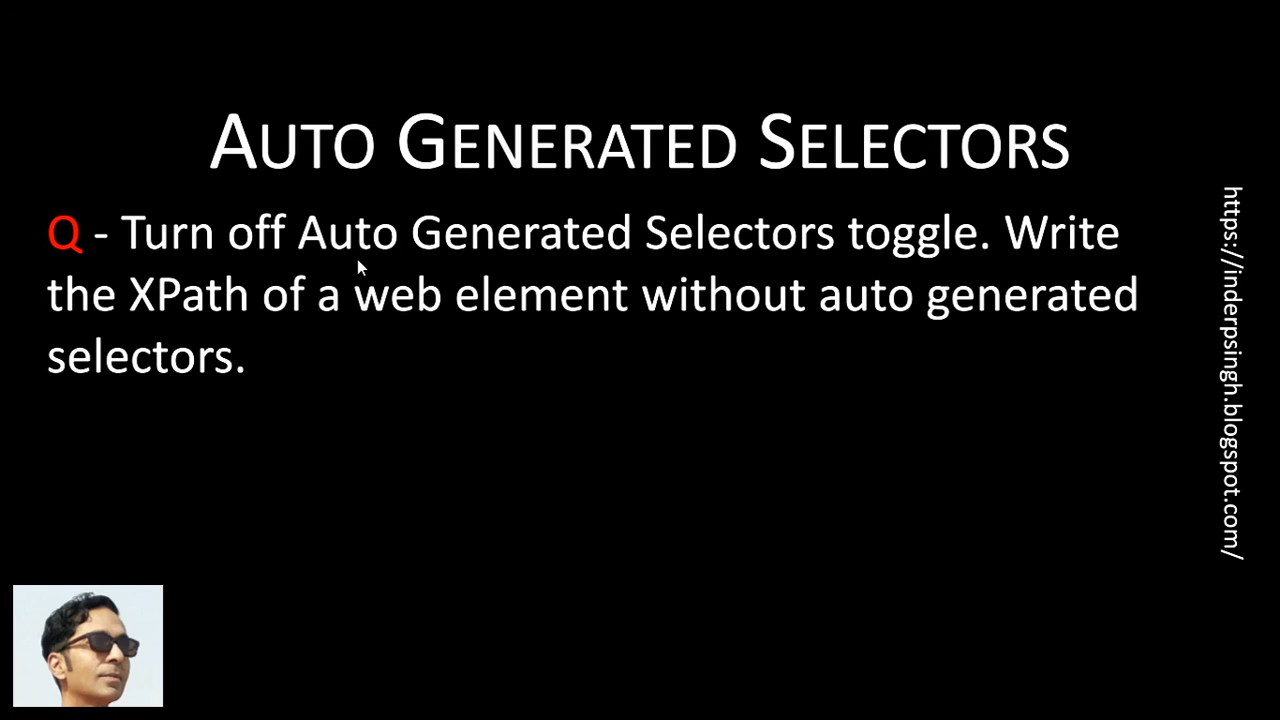 AUTO GENERATED SELECTORS
Q - Turn off Auto Generated Selectors toggle. Write
the XPath of a web element without auto generated
selectors.
https://inderpsingh.blogspot.com/